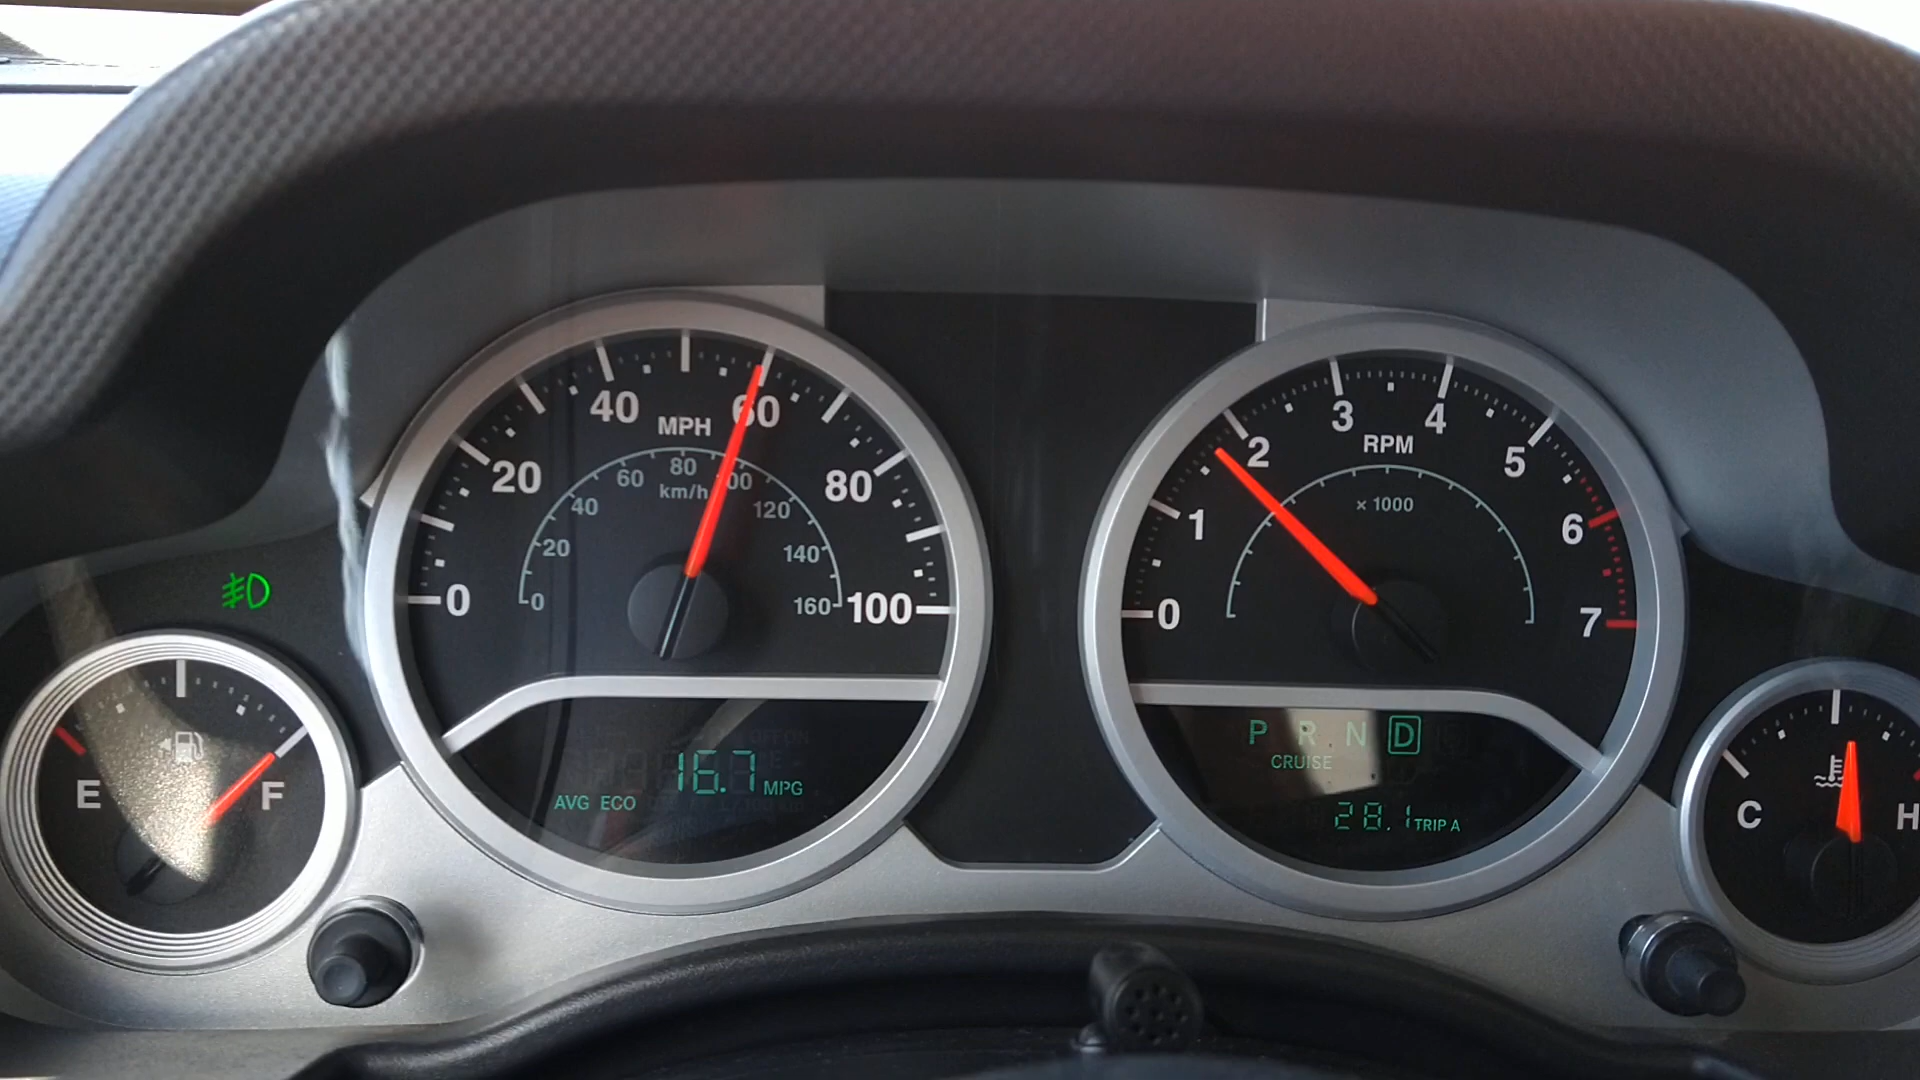 40 60
MPH
20 80
0 100
60 80 100
km/h
40 120
20 140
0 160
3 4
2 RPM 5
× 1000
1 6
0 7
E F
16.7 MPG
AVG ECO
P R N D
CRUISE
28.1 TRIP A
C H